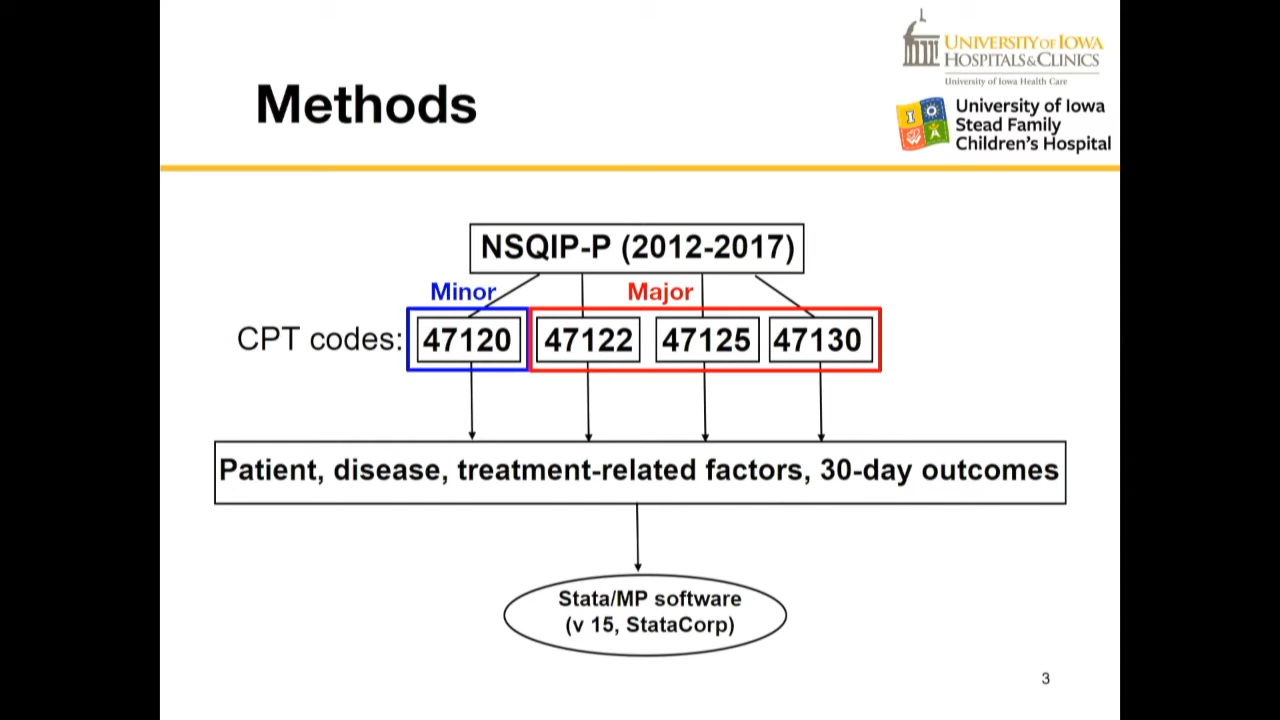 UNIVERSITY OF IOWA
HOSPITALS & CLINICS
University of Iowa Health Care
University of Iowa
Stead Family
Children's Hospital
Methods
NSQIP-P (2012-2017)
Minor Major
CPT codes: 47120 47122 47125 47130
Patient, disease, treatment-related factors, 30-day outcomes
Stata/MP software
(v 15, StataCorp)
3